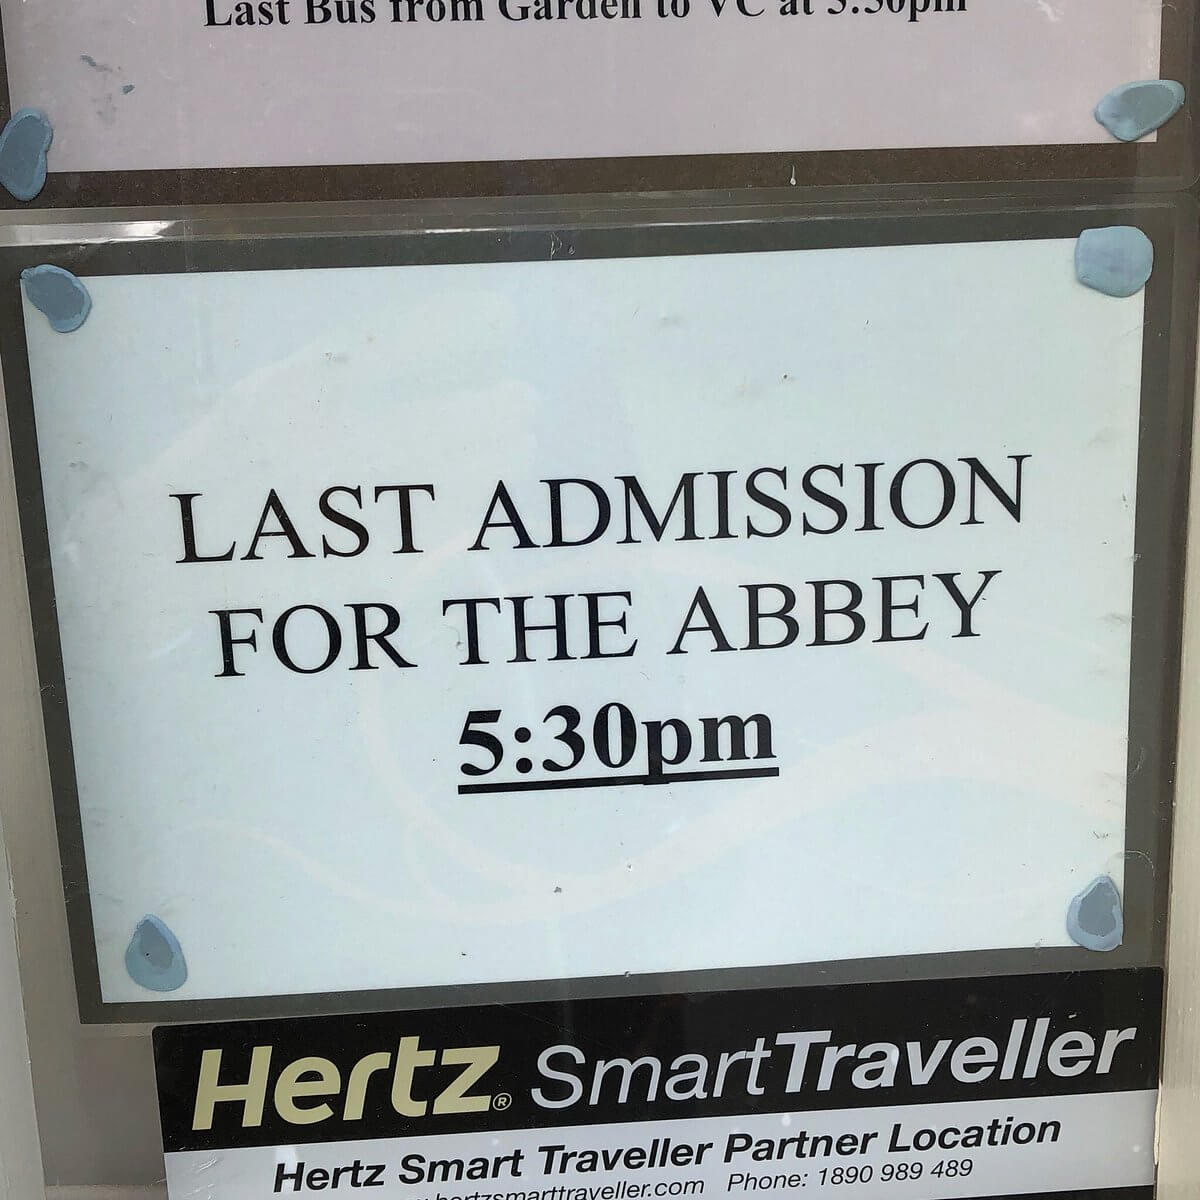 Last Bus from Garden to VC at 5:30pm
LAST ADMISSION
FOR THE ABBEY
5:30pm
Hertz® SmartTraveller
Hertz Smart Traveller Partner Location
hertzsmarttraveller.com Phone: 1890 989 489